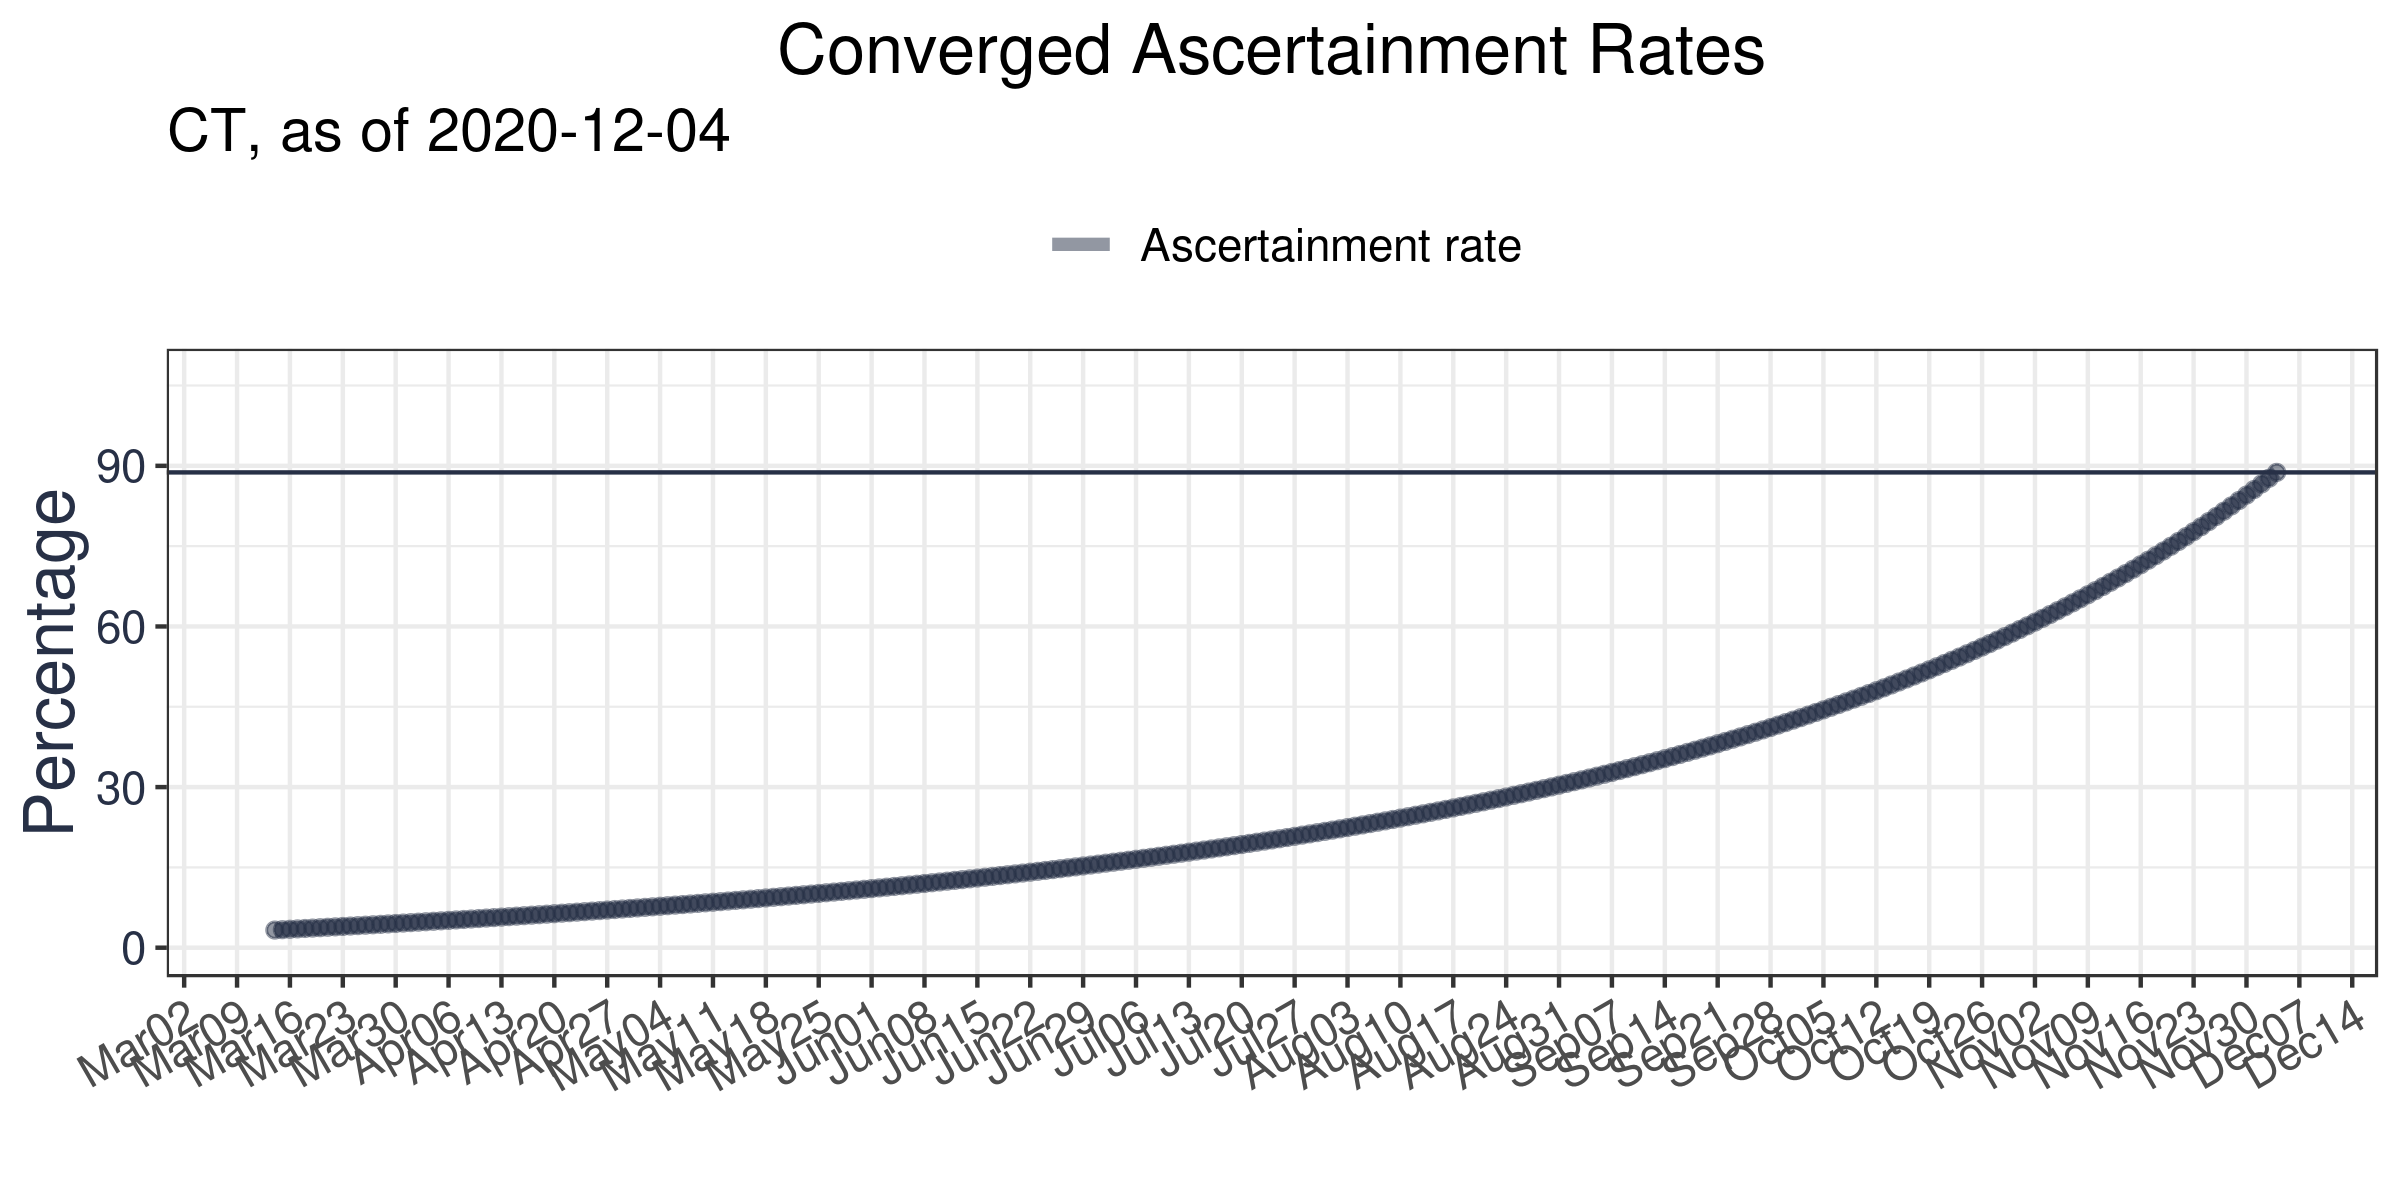 Converged Ascertainment Rates
CT, as of 2020-12-04
Ascertainment rate
Percentage
90
60
30
0
Mar02
Mar09
Mar16
Mar23
Mar30
Apr06
Apr13
Apr20
Apr27
May04
May11
May18
May25
Jun01
Jun08
Jun15
Jun22
Jun29
Jul06
Jul13
Jul20
Jul27
Aug03
Aug10
Aug17
Aug24
Aug31
Sep07
Sep14
Sep21
Sep28
Oct05
Oct12
Oct19
Oct26
Nov02
Nov09
Nov16
Nov23
Nov30
Dec07
Dec14